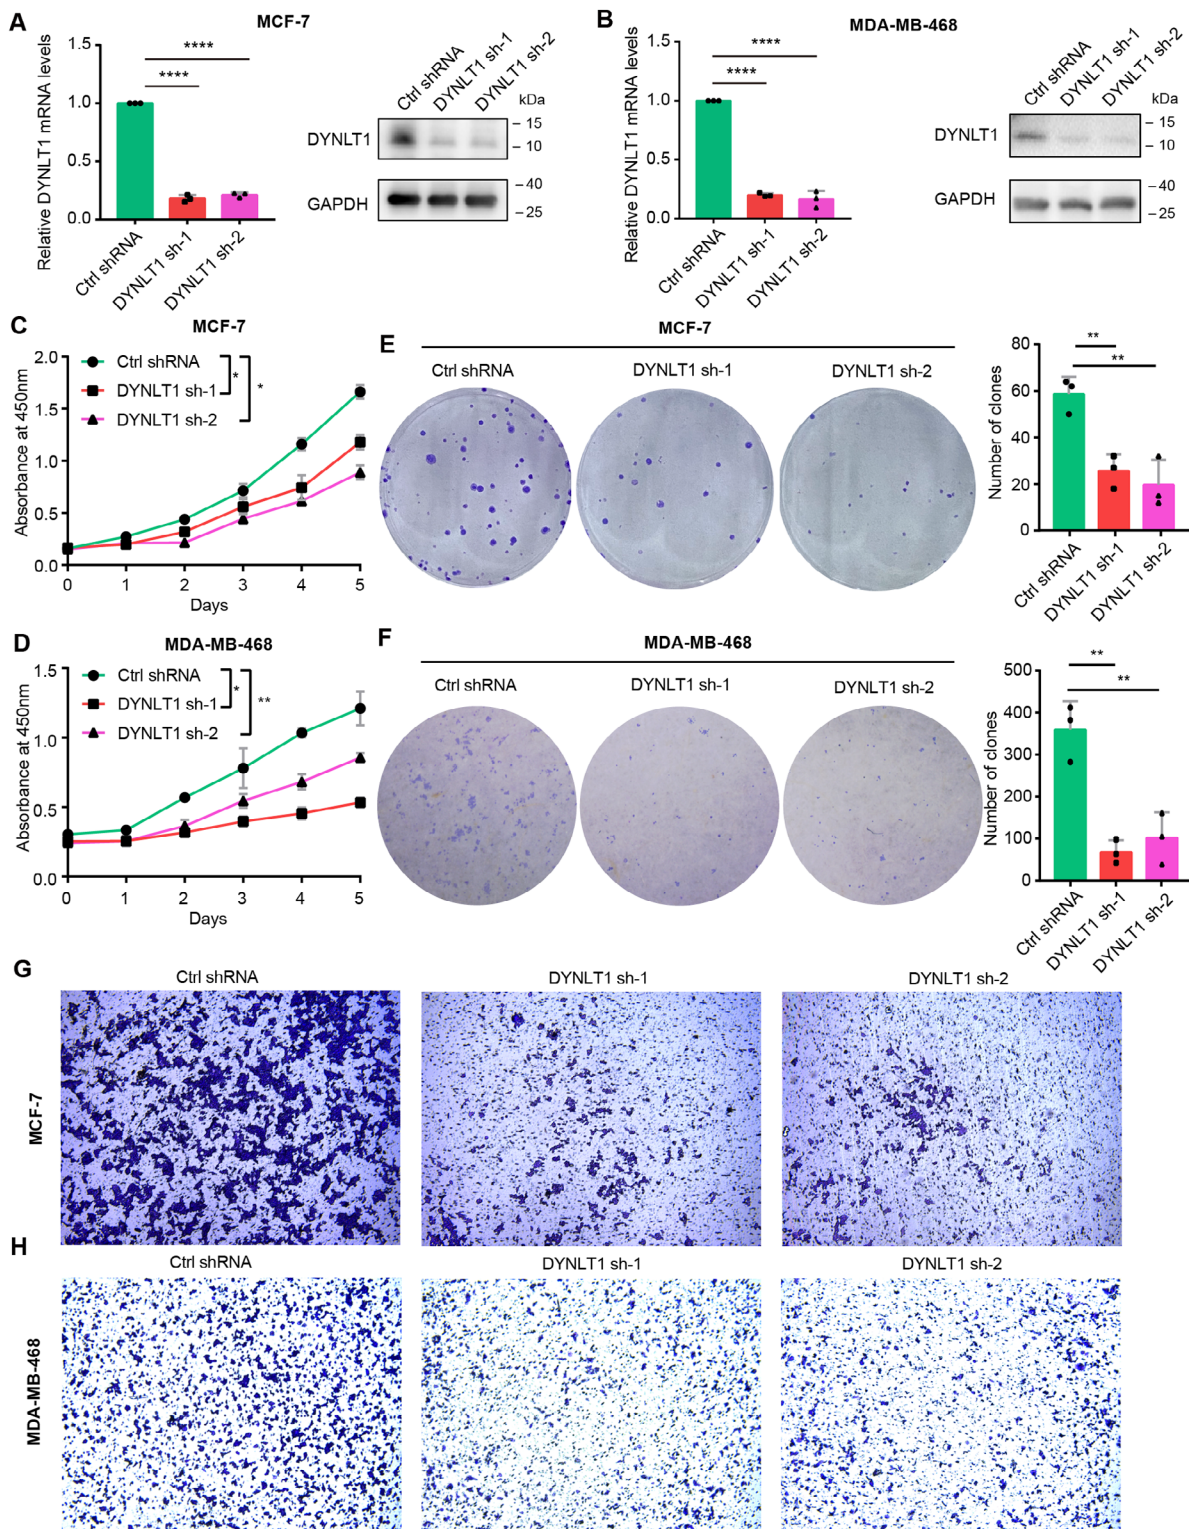 A
MCF-7
Relative DYNLT1 mRNA levels
1.5
1.0
0.5
0.0
****
****
Ctrl shRNA
DYNLT1 sh-1
DYNLT1 sh-2
Ctrl shRNA
DYNLT1 sh-1
DYNLT1 sh-2
kDa
DYNLT1
– 15
– 10
GAPDH
– 40
– 25
B
MDA-MB-468
Relative DYNLT1 mRNA levels
1.5
1.0
0.5
0.0
****
****
Ctrl shRNA
DYNLT1 sh-1
DYNLT1 sh-2
Ctrl shRNA
DYNLT1 sh-1
DYNLT1 sh-2
kDa
DYNLT1
– 15
– 10
GAPDH
– 40
– 25
C
MCF-7
Absorbance at 450nm
2.0
1.5
1.0
0.5
0.0
Ctrl shRNA
DYNLT1 sh-1
DYNLT1 sh-2
*
*
0 1 2 3 4 5
Days
D
MDA-MB-468
Absorbance at 450nm
1.5
1.0
0.5
0.0
Ctrl shRNA
DYNLT1 sh-1
DYNLT1 sh-2
*
**
0 1 2 3 4 5
Days
E
MCF-7
Ctrl shRNA
DYNLT1 sh-1
DYNLT1 sh-2
Number of clones
80
60
40
20
0
**
**
Ctrl shRNA
DYNLT1 sh-1
DYNLT1 sh-2
F
MDA-MB-468
Ctrl shRNA
DYNLT1 sh-1
DYNLT1 sh-2
Number of clones
500
400
300
200
100
0
**
**
Ctrl shRNA
DYNLT1 sh-1
DYNLT1 sh-2
G
Ctrl shRNA
DYNLT1 sh-1
DYNLT1 sh-2
MCF-7
H
Ctrl shRNA
DYNLT1 sh-1
DYNLT1 sh-2
MDA-MB-468